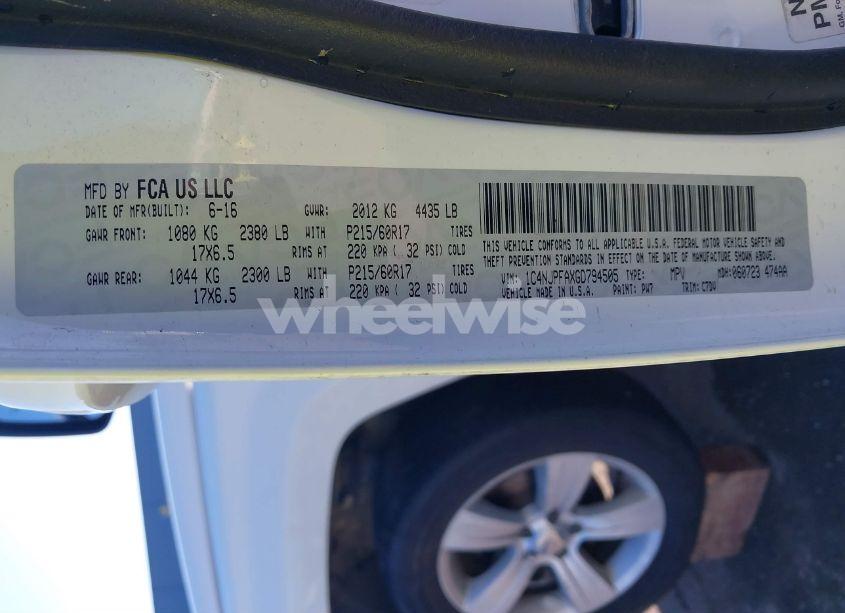 MFD BY FCA US LLC
DATE OF MFR(BUILT): 6-16 GVWR: 2012 KG 4435 LB
GAWR FRONT: 1080 KG 2380 LB WITH P215/60R17 TIRES
17X6.5 RIMS AT 220 KPA ( 32 PSI) COLD
GAWR REAR: 1044 KG 2300 LB WITH P215/60R17 TIRES
17X6.5 RIMS AT 220 KPA ( 32 PSI) COLD
THIS VEHICLE CONFORMS TO ALL APPLICABLE U.S.A. FEDERAL MOTOR VEHICLE SAFETY, AND
THEFT PREVENTION STANDARDS IN EFFECT ON THE DATE OF MANUFACTURE SHOWN ABOVE.
VIN: 1C4NJPFAXGD794505 TYPE: MPV MDH: 060723 474AA
VEHICLE MADE IN U.S.A. PAINT: PW7 TRIM: C7DV
wheelwise